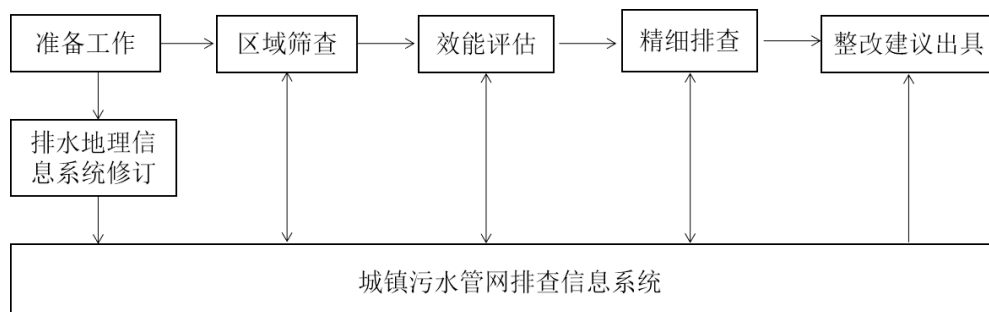 准备工作
区域筛查
效能评估
精细排查
整改建议出具
排水地理信
息系统修订
城镇污水管网排查信息系统